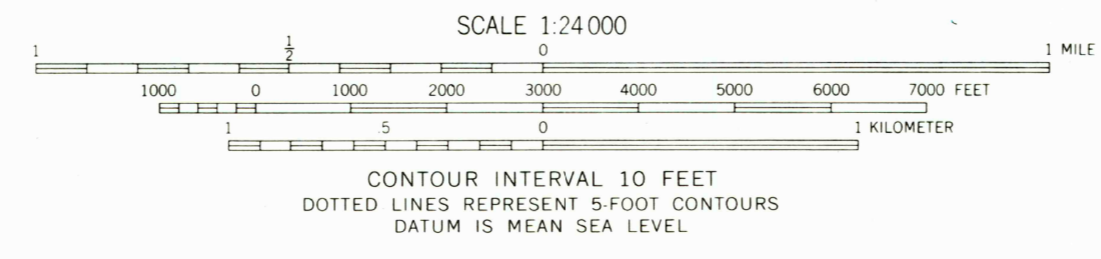 SCALE 1:24 000
1 ½ 0 1 MILE
1000 0 1000 2000 3000 4000 5000 6000 7000 FEET
1 .5 0 1 KILOMETER
CONTOUR INTERVAL 10 FEET
DOTTED LINES REPRESENT 5-FOOT CONTOURS
DATUM IS MEAN SEA LEVEL